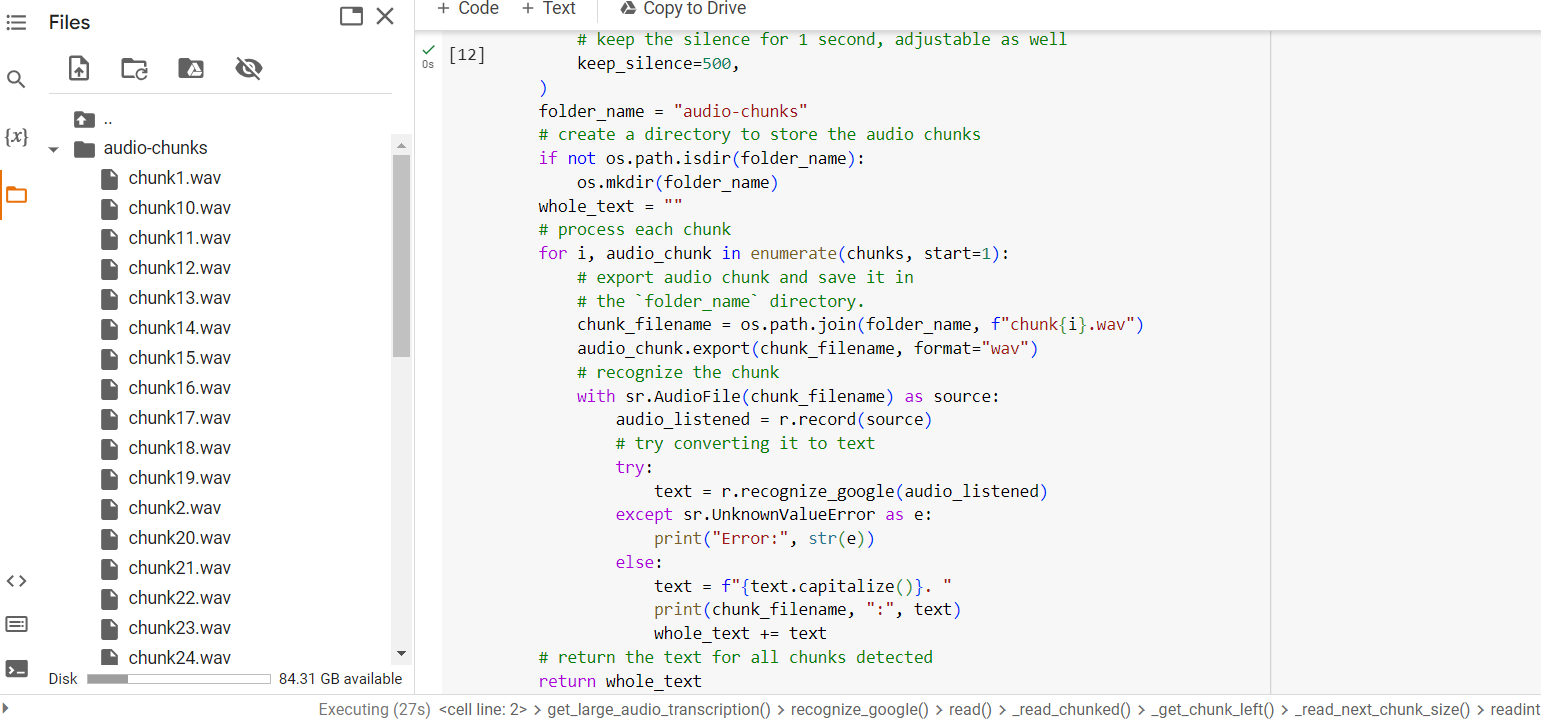 Files
..
audio-chunks
chunk1.wav
chunk10.wav
chunk11.wav
chunk12.wav
chunk13.wav
chunk14.wav
chunk15.wav
chunk16.wav
chunk17.wav
chunk18.wav
chunk19.wav
chunk2.wav
chunk20.wav
chunk21.wav
chunk22.wav
chunk23.wav
chunk24.wav
Disk 84.31 GB available
{x}
+ Code + Text Copy to Drive
[12]
0s
# keep the silence for 1 second, adjustable as well
keep_silence=500,
)
folder_name = "audio-chunks"
# create a directory to store the audio chunks
if not os.path.isdir(folder_name):
os.mkdir(folder_name)
whole_text = ""
# process each chunk
for i, audio_chunk in enumerate(chunks, start=1):
# export audio chunk and save it in
# the `folder_name` directory.
chunk_filename = os.path.join(folder_name, f"chunk{i}.wav")
audio_chunk.export(chunk_filename, format="wav")
# recognize the chunk
with sr.AudioFile(chunk_filename) as source:
audio_listened = r.record(source)
# try converting it to text
try:
text = r.recognize_google(audio_listened)
except sr.UnknownValueError as e:
print("Error:", str(e))
else:
text = f"{text.capitalize()}. "
print(chunk_filename, ":", text)
whole_text += text
# return the text for all chunks detected
return whole_text
Executing (27s) <cell line: 2> > get_large_audio_transcription() > recognize_google() > read() > _read_chunked() > _get_chunk_left() > _read_next_chunk_size() > readint